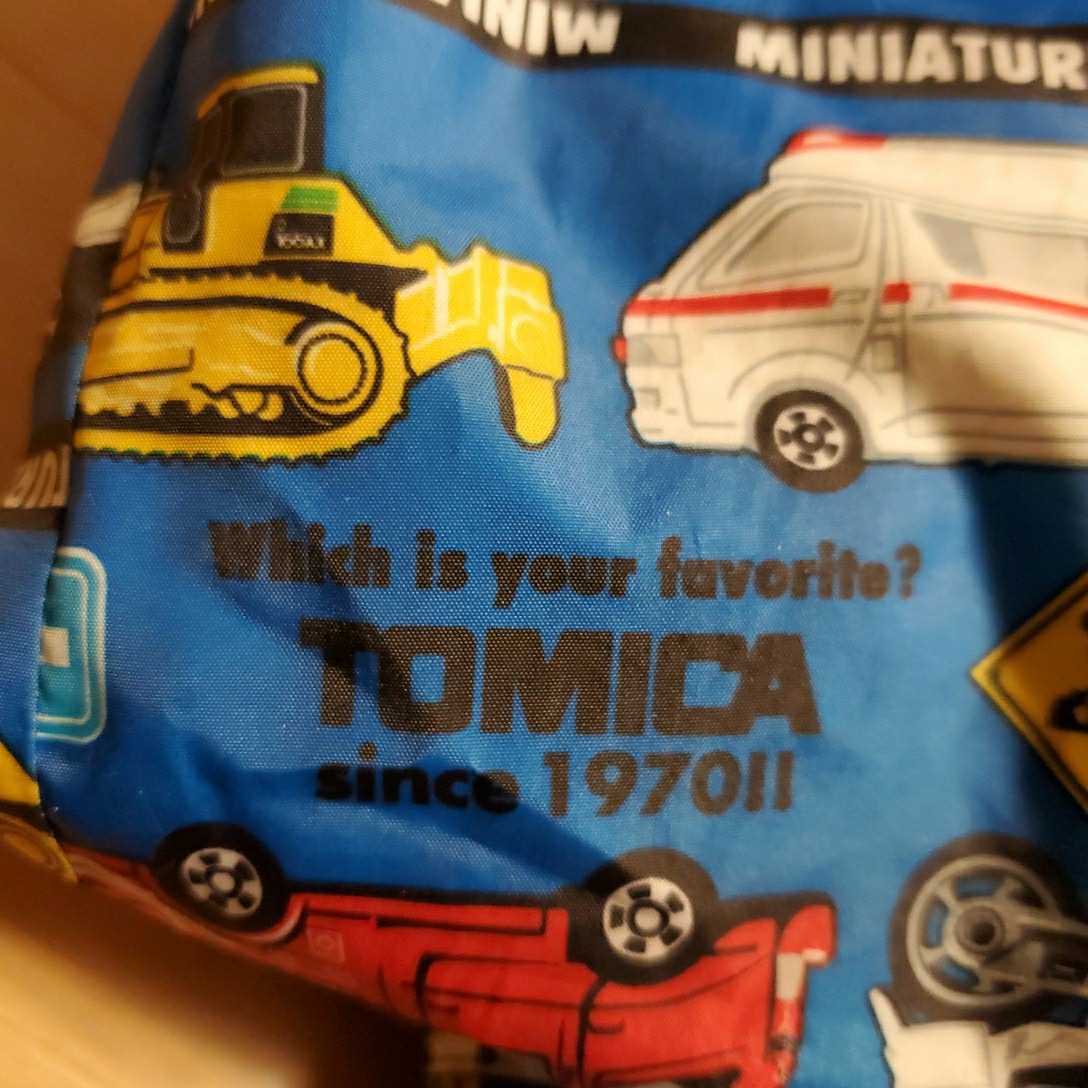 MINIATUR
Which is your favorite?
TOMICA
since 1970!!